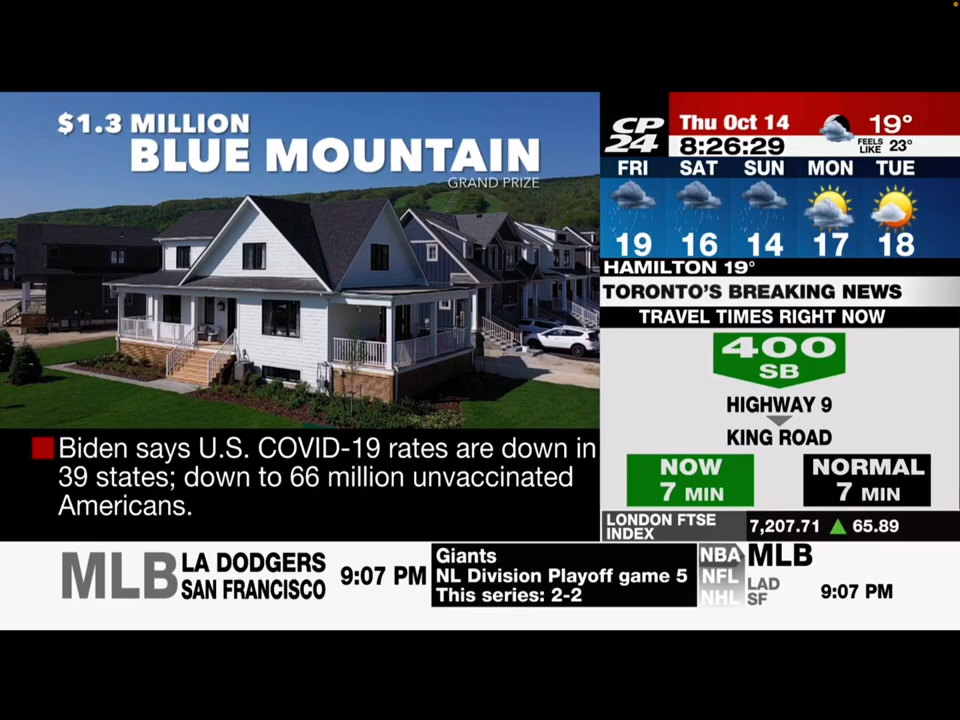 $1.3 MILLION
BLUE MOUNTAIN
GRAND PRIZE
Biden says U.S. COVID-19 rates are down in
39 states; down to 66 million unvaccinated
Americans.
CP
24
Thu Oct 14
8:26:29
19°
FEELS
LIKE 23°
FRI SAT SUN MON TUE
19 16 14 17 18
HAMILTON 19°
TORONTO'S BREAKING NEWS
TRAVEL TIMES RIGHT NOW
400
SB
HIGHWAY 9
KING ROAD
NOW
7 MIN
NORMAL
7 MIN
LONDON FTSE
INDEX
7,207.71 65.89
MLB
LA DODGERS
SAN FRANCISCO
9:07 PM
Giants
NL Division Playoff game 5
This series: 2-2
NBA
NFL
NHL
MLB
LAD
SF
9:07 PM